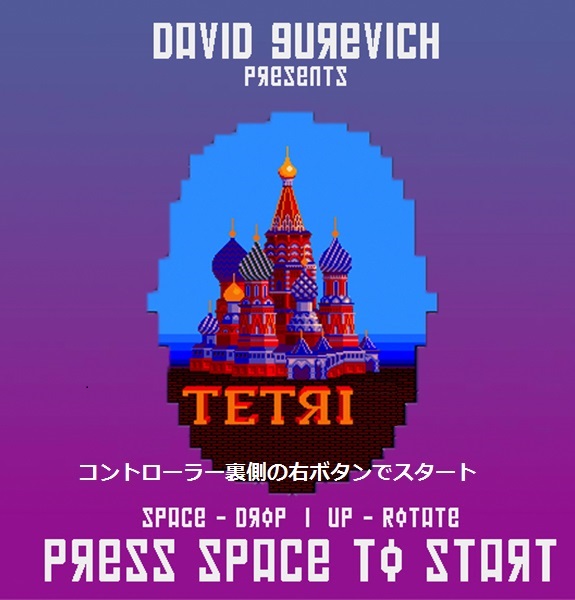 DAVID GUREVICH
PRESENTS
TETЯI
コントローラー裏側の右ボタンでスタート
SPACE - DROP | UP - ROTATE
PRESS SPACE TO START